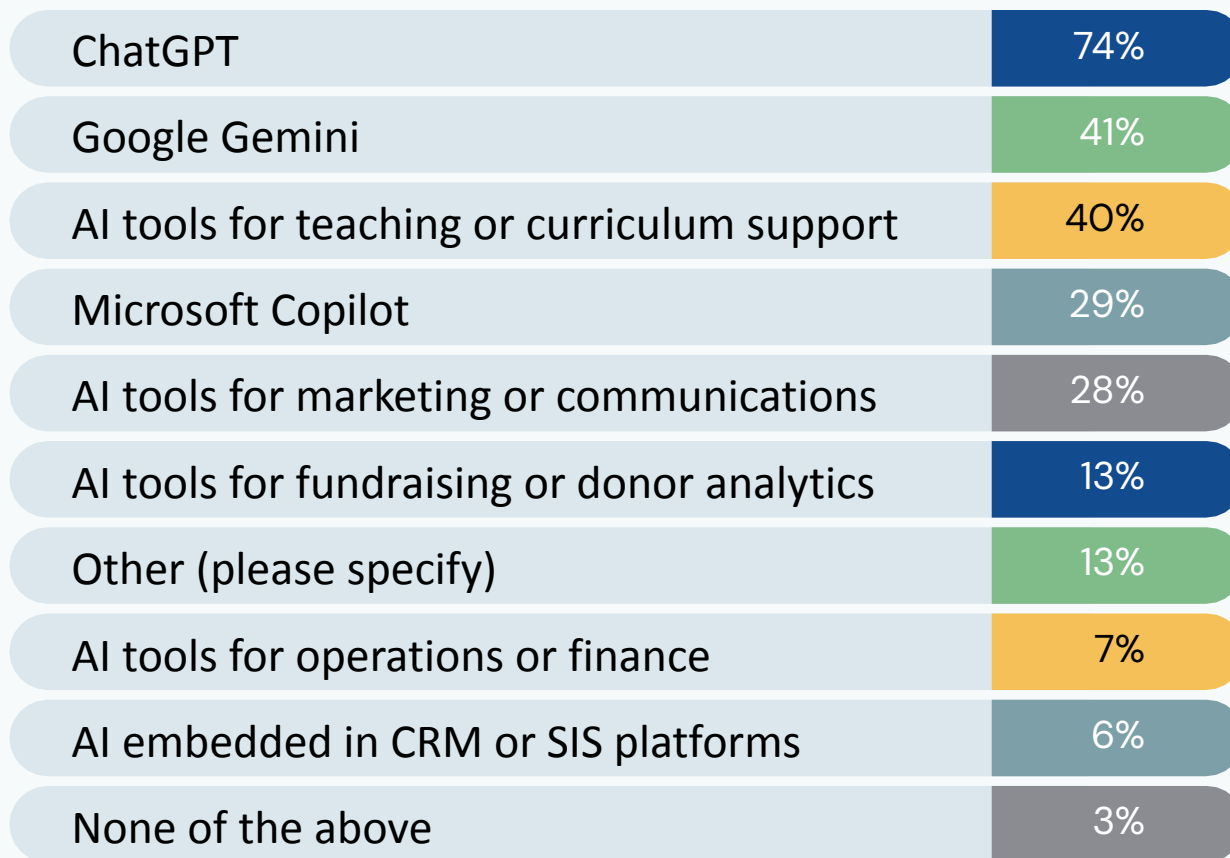 ChatGPT 74%
Google Gemini 41%
AI tools for teaching or curriculum support 40%
Microsoft Copilot 29%
AI tools for marketing or communications 28%
AI tools for fundraising or donor analytics 13%
Other (please specify) 13%
AI tools for operations or finance 7%
AI embedded in CRM or SIS platforms 6%
None of the above 3%